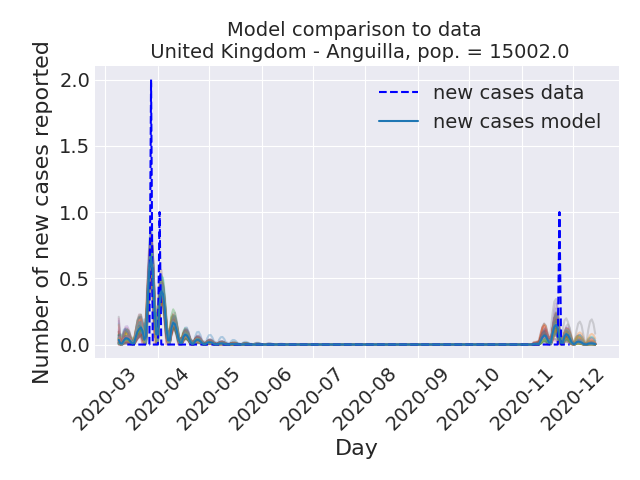 Model comparison to data
United Kingdom - Anguilla, pop. = 15002.0
Number of new cases reported
2.0
1.5
1.0
0.5
0.0
new cases data
new cases model
2020-03
2020-04
2020-05
2020-06
2020-07
2020-08
2020-09
2020-10
2020-11
2020-12
Day